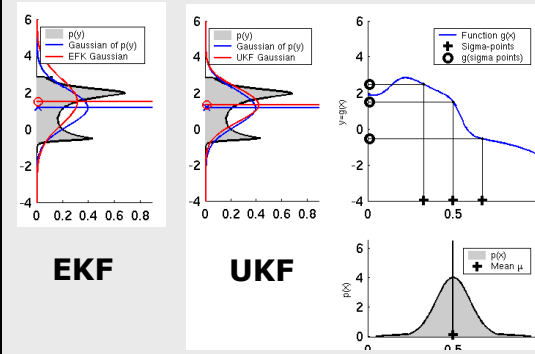 6
4
2
0
-2
-4
0 0.2 0.4 0.6 0.8
p(y)
Gaussian of p(y)
EFK Gaussian
EKF
6
4
2
0
-2
-4
0 0.2 0.4 0.6 0.8
p(y)
Gaussian of p(y)
UKF Gaussian
UKF
6
4
2
0
-2
-4
y=g(x)
0 0.5
Function g(x)
Sigma-points
g(sigma points)
6
4
2
0
p(x)
p(x)
Mean μ